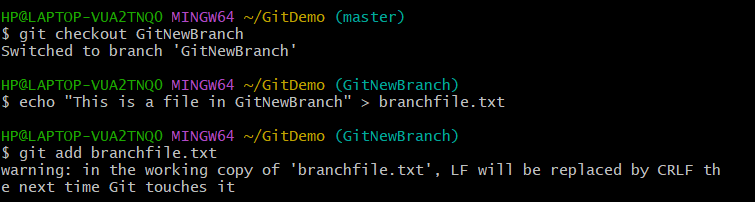 HP@LAPTOP-VUA2TNQ0 MINGW64 ~/GitDemo (master)
$ git checkout GitNewBranch
Switched to branch 'GitNewBranch'
HP@LAPTOP-VUA2TNQ0 MINGW64 ~/GitDemo (GitNewBranch)
$ echo "This is a file in GitNewBranch" > branchfile.txt
HP@LAPTOP-VUA2TNQ0 MINGW64 ~/GitDemo (GitNewBranch)
$ git add branchfile.txt
warning: in the working copy of 'branchfile.txt', LF will be replaced by CRLF th
e next time Git touches it